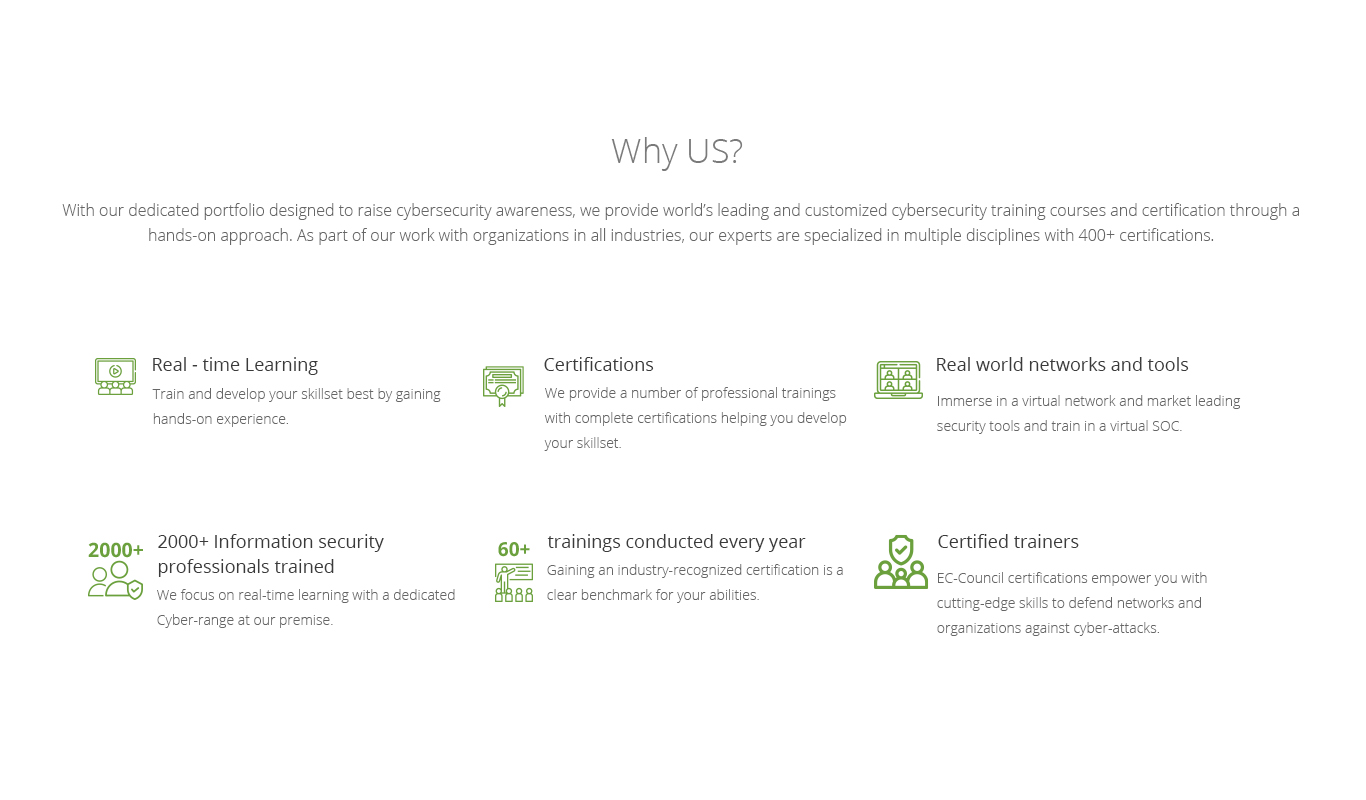 Why US?
With our dedicated portfolio designed to raise cybersecurity awareness, we provide world’s leading and customized cybersecurity training courses and certification through a
hands-on approach. As part of our work with organizations in all industries, our experts are specialized in multiple disciplines with 400+ certifications.
Real - time Learning
Train and develop your skillset best by gaining
hands-on experience.
Certifications
We provide a number of professional trainings
with complete certifications helping you develop
your skillset.
Real world networks and tools
Immerse in a virtual network and market leading
security tools and train in a virtual SOC.
2000+
2000+ Information security
professionals trained
We focus on real-time learning with a dedicated
Cyber-range at our premise.
60+
trainings conducted every year
Gaining an industry-recognized certification is a
clear benchmark for your abilities.
Certified trainers
EC-Council certifications empower you with
cutting-edge skills to defend networks and
organizations against cyber-attacks.